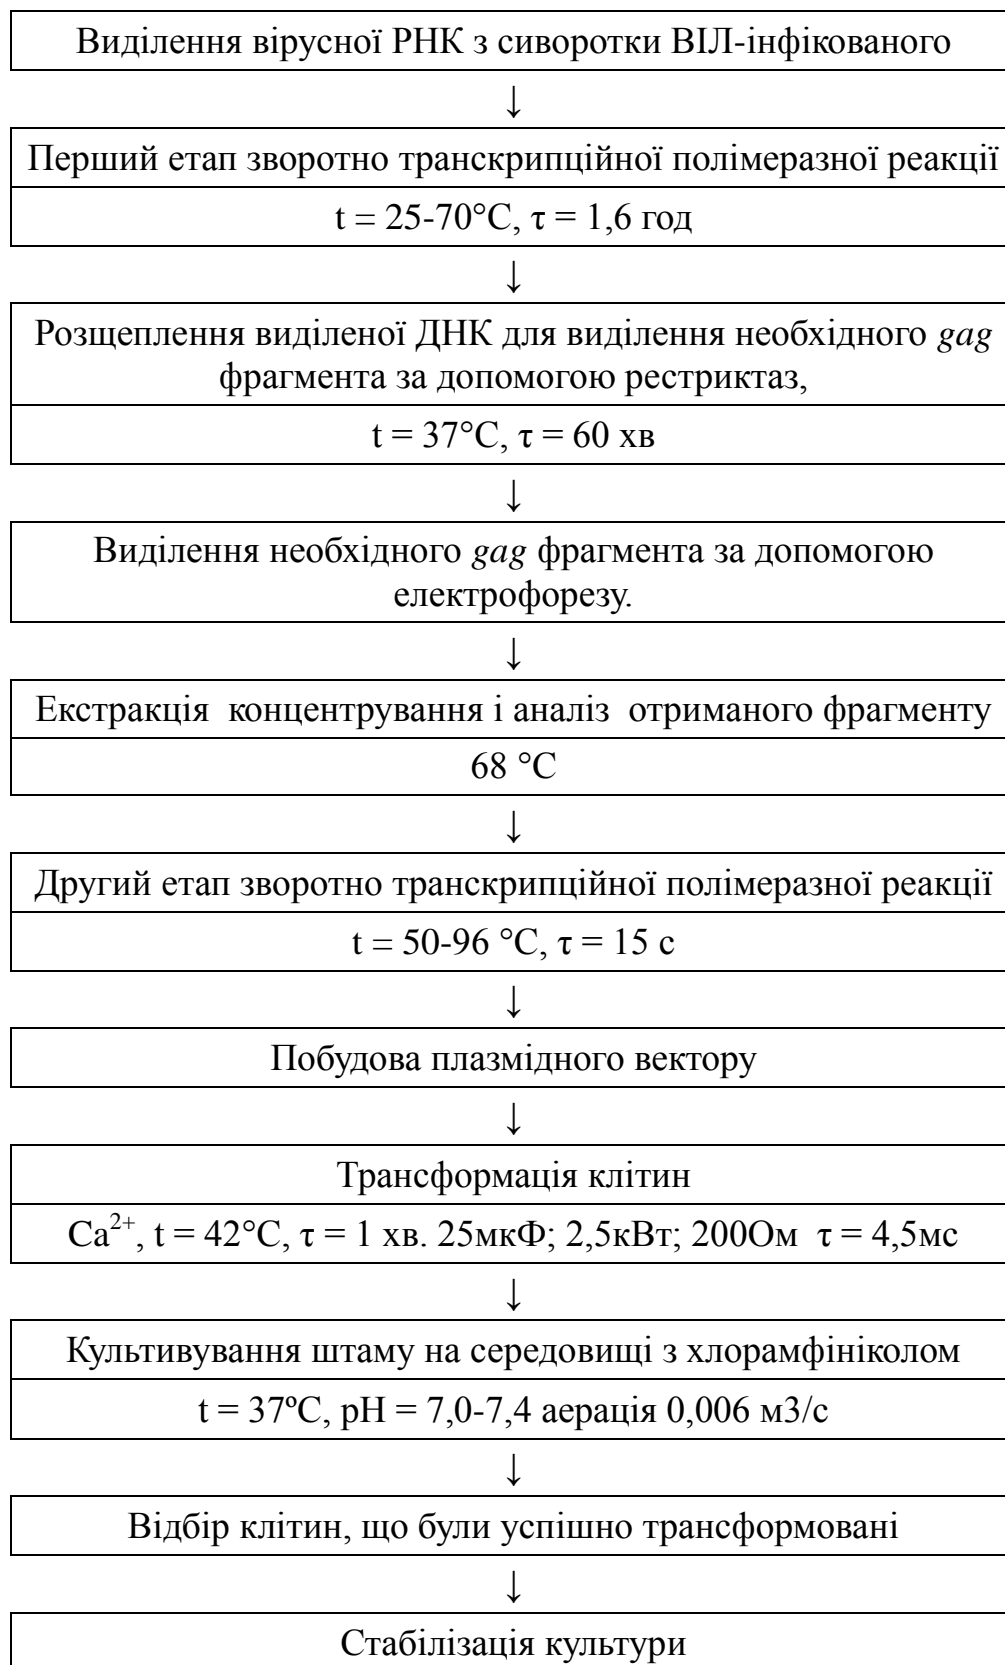 Виділення вірусної РНК з сиворотки ВІЛ-інфікованого
↓
Перший етап зворотно транскрипційної полімеразної реакції
t = 25-70°C, τ = 1,6 год
↓
Розщеплення виділеної ДНК для виділення необхідного gag
фрагмента за допомогою рестриктаз,
t = 37°C, τ = 60 хв
↓
Виділення необхідного gag фрагмента за допомогою
електрофорезу.
↓
Екстракція концентрування і аналіз отриманого фрагменту
68 °C
↓
Другий етап зворотно транскрипційної полімеразної реакції
t = 50-96 °C, τ = 15 с
↓
Побудова плазмідного вектору
↓
Трансформація клітин
Ca²⁺, t = 42°C, τ = 1 хв. 25мкФ; 2,5кВт; 200Ом τ = 4,5мс
↓
Культивування штаму на середовищі з хлорамфініколом
t = 37ºC, pH = 7,0-7,4 аерація 0,006 м3/с
↓
Відбір клітин, що були успішно трансформовані
↓
Стабілізація культури